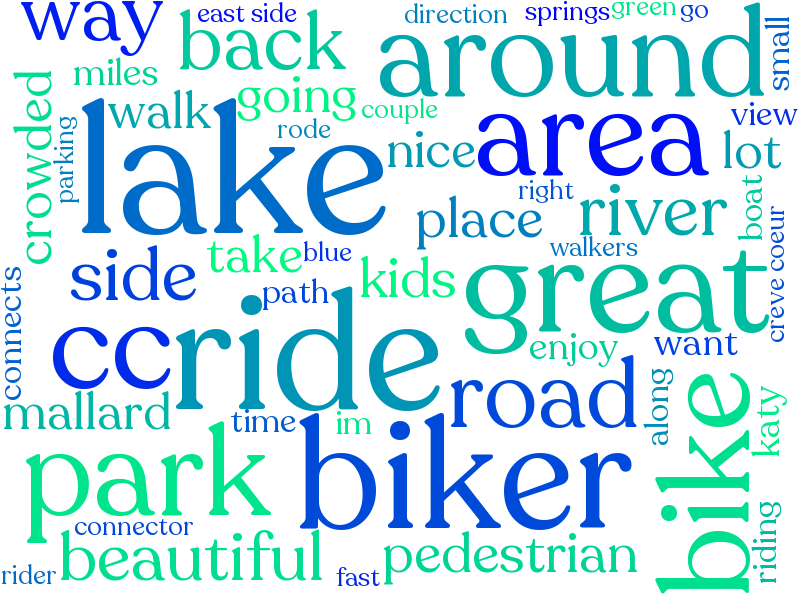 way
east side
direction
springs
green
go
back
around
small
miles
going
couple
crowded
walk
rode
parking
lake
nice
area
view
lot
right
place
river
boat
creve coeur
side
take
blue
path
kids
walkers
great
connects
cc
ride
enjoy
want
mallard
time
im
road
along
bike
katy
park
biker
connector
beautiful
pedestrian
riding
rider
fast